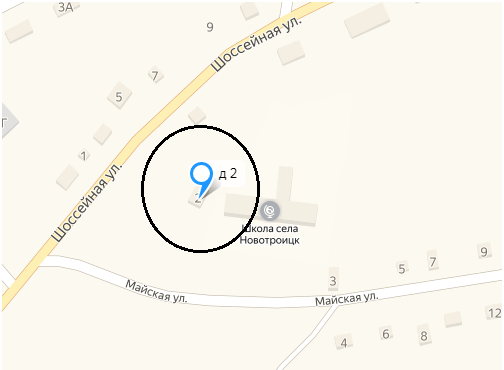 3А
9
Шоссейная ул.
7
5
Г
1
Шоссейная ул.
д 2
2
Школа села
Новотроицк
Майская ул.
Майская ул.
3
5
7
9
4
6
8
12